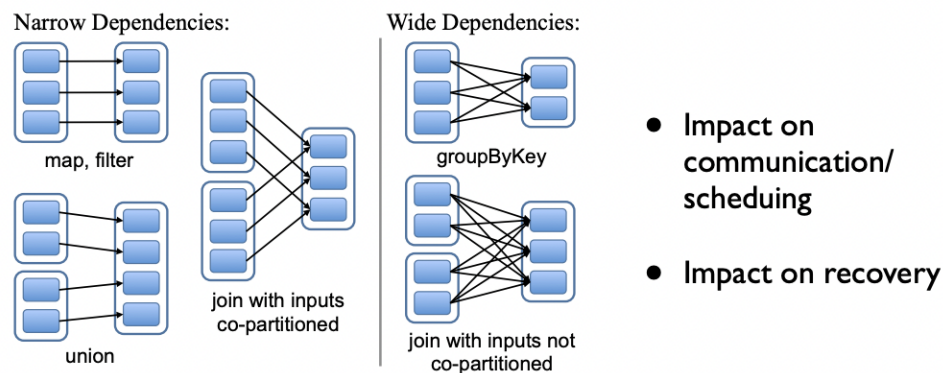 Narrow Dependencies:
map, filter
union
join with inputs
co-partitioned
Wide Dependencies:
groupByKey
join with inputs not
co-partitioned
• Impact on
communication/
scheduing
• Impact on recovery